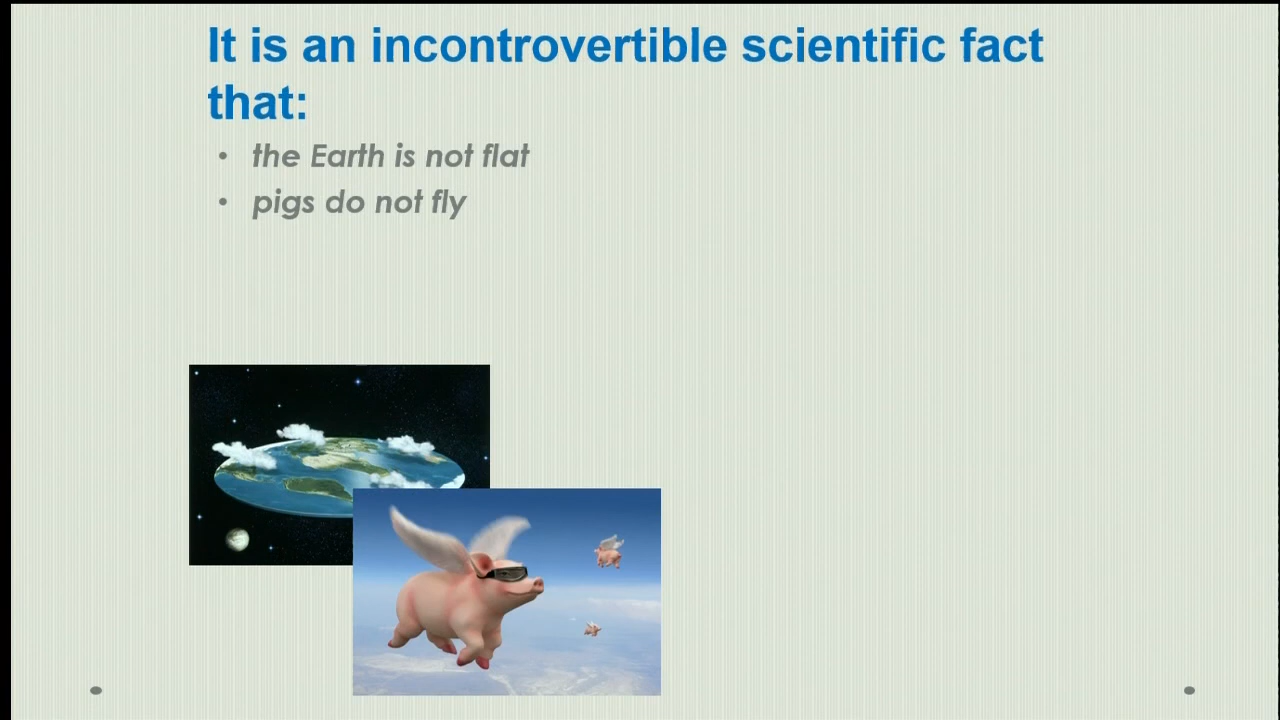 It is an incontrovertible scientific fact
that:
• the Earth is not flat
• pigs do not fly